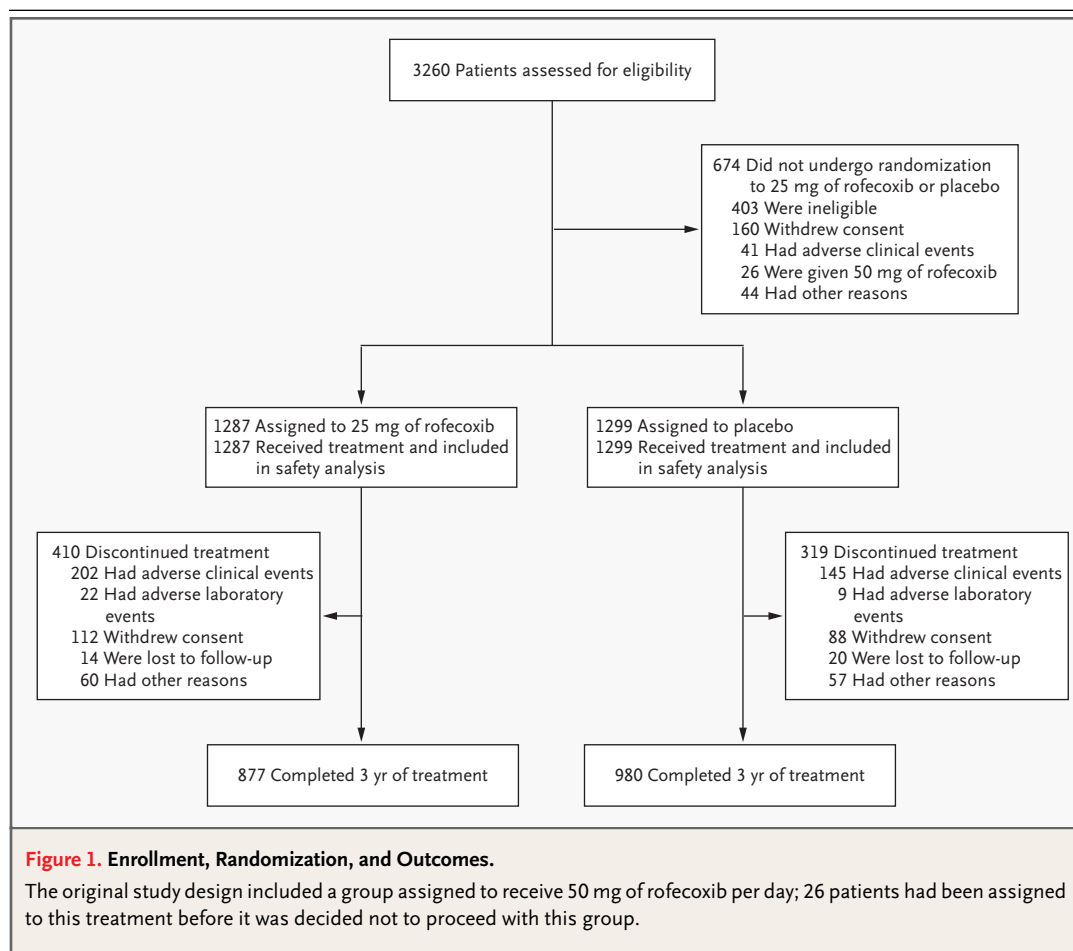 3260 Patients assessed for eligibility
674 Did not undergo randomization
to 25 mg of rofecoxib or placebo
403 Were ineligible
160 Withdrew consent
41 Had adverse clinical events
26 Were given 50 mg of rofecoxib
44 Had other reasons
1287 Assigned to 25 mg of rofecoxib
1287 Received treatment and included
in safety analysis
1299 Assigned to placebo
1299 Received treatment and included
in safety analysis
410 Discontinued treatment
202 Had adverse clinical events
22 Had adverse laboratory
events
112 Withdrew consent
14 Were lost to follow-up
60 Had other reasons
319 Discontinued treatment
145 Had adverse clinical events
9 Had adverse laboratory
events
88 Withdrew consent
20 Were lost to follow-up
57 Had other reasons
877 Completed 3 yr of treatment
980 Completed 3 yr of treatment
Figure 1. Enrollment, Randomization, and Outcomes.
The original study design included a group assigned to receive 50 mg of rofecoxib per day; 26 patients had been assigned
to this treatment before it was decided not to proceed with this group.